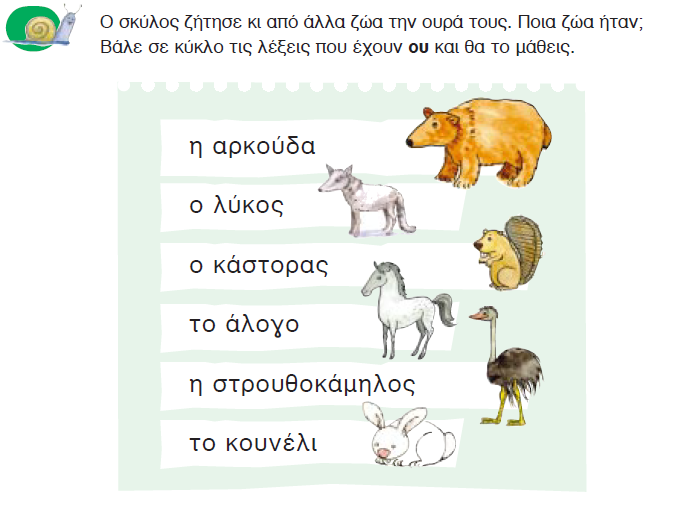 Ο σκύλος ζήτησε κι από άλλα ζώα την ουρά τους. Ποια ζώα ήταν;
Βάλε σε κύκλο τις λέξεις που έχουν ου και θα το μάθεις.
η αρκούδα
ο λύκος
ο κάστορας
το άλογο
η στρουθοκάμηλος
το κουνέλι